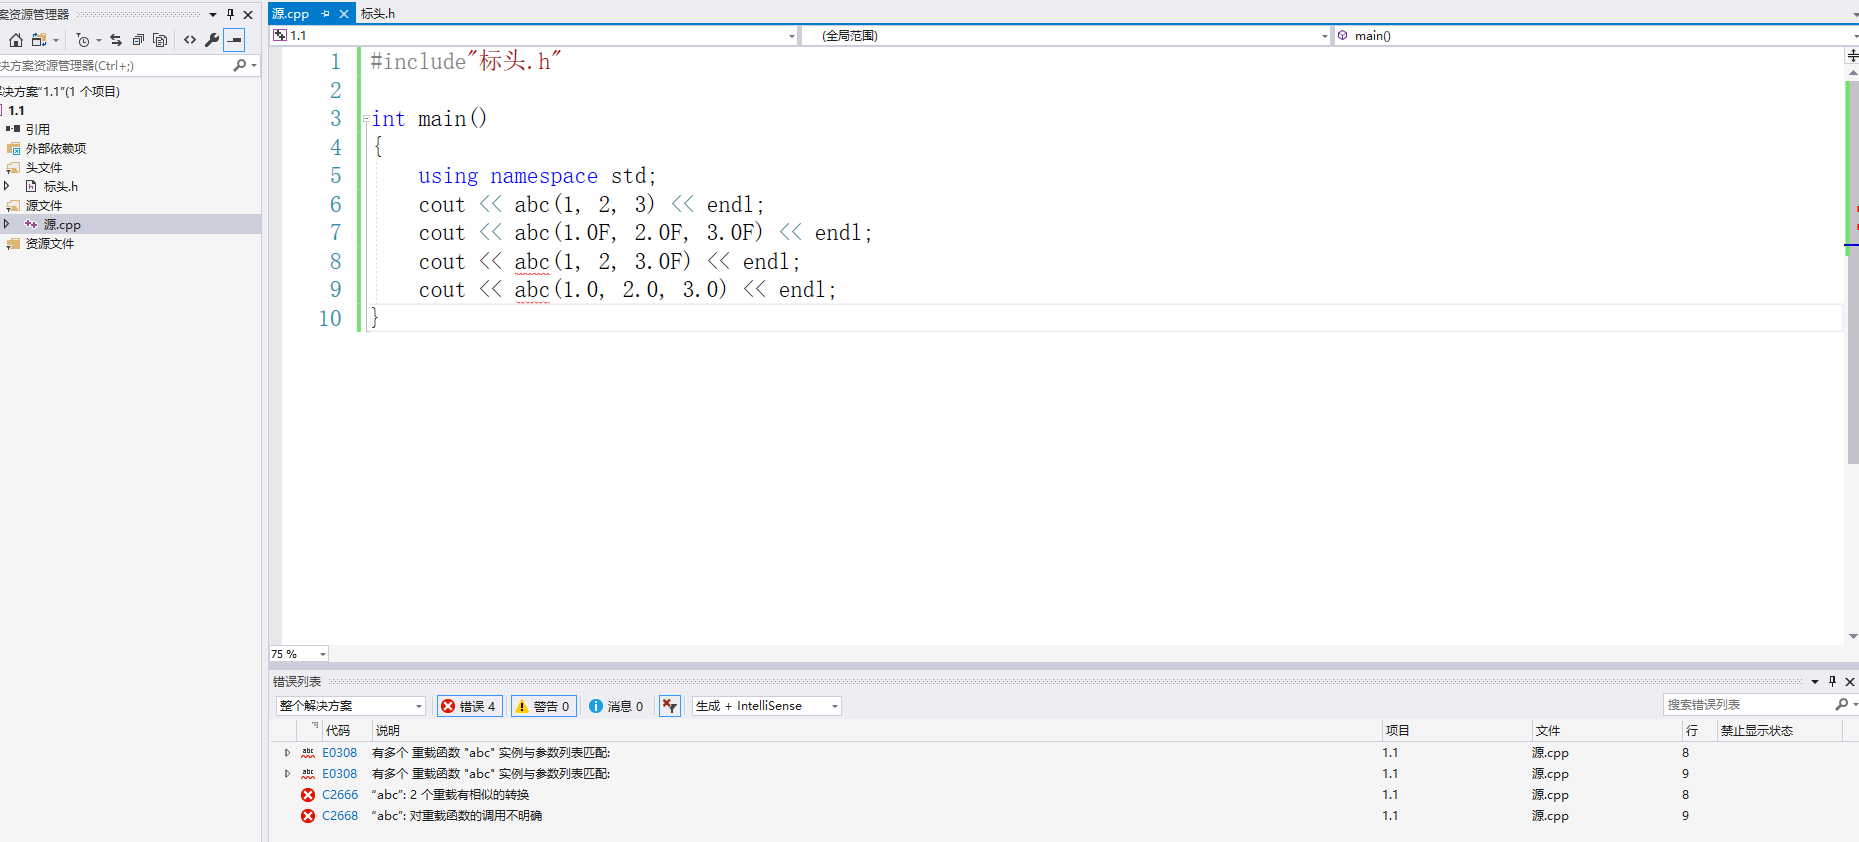 案资源管理器
决方案资源管理器(Ctrl+;)
决方案"1.1"(1 个项目)
1.1
引用
外部依赖项
头文件
标头.h
源文件
源.cpp
资源文件
源.cpp 标头.h
1.1 (全局范围) main()
1 #include"标头.h"
2
3 int main()
4 {
5 using namespace std;
6 cout << abc(1, 2, 3) << endl;
7 cout << abc(1.0F, 2.0F, 3.0F) << endl;
8 cout << abc(1, 2, 3.0F) << endl;
9 cout << abc(1.0, 2.0, 3.0) << endl;
10 }
75 %
错误列表
整个解决方案 错误 4 警告 0 消息 0 生成 + IntelliSense 搜索错误列表
代码 说明 项目 文件 行 禁止显示状态
abc E0308 有多个 重载函数 "abc" 实例与参数列表匹配: 1.1 源.cpp 8
abc E0308 有多个 重载函数 "abc" 实例与参数列表匹配: 1.1 源.cpp 9
C2666 “abc”: 2 个重载有相似的转换 1.1 源.cpp 8
C2668 “abc”: 对重载函数的调用不明确 1.1 源.cpp 9